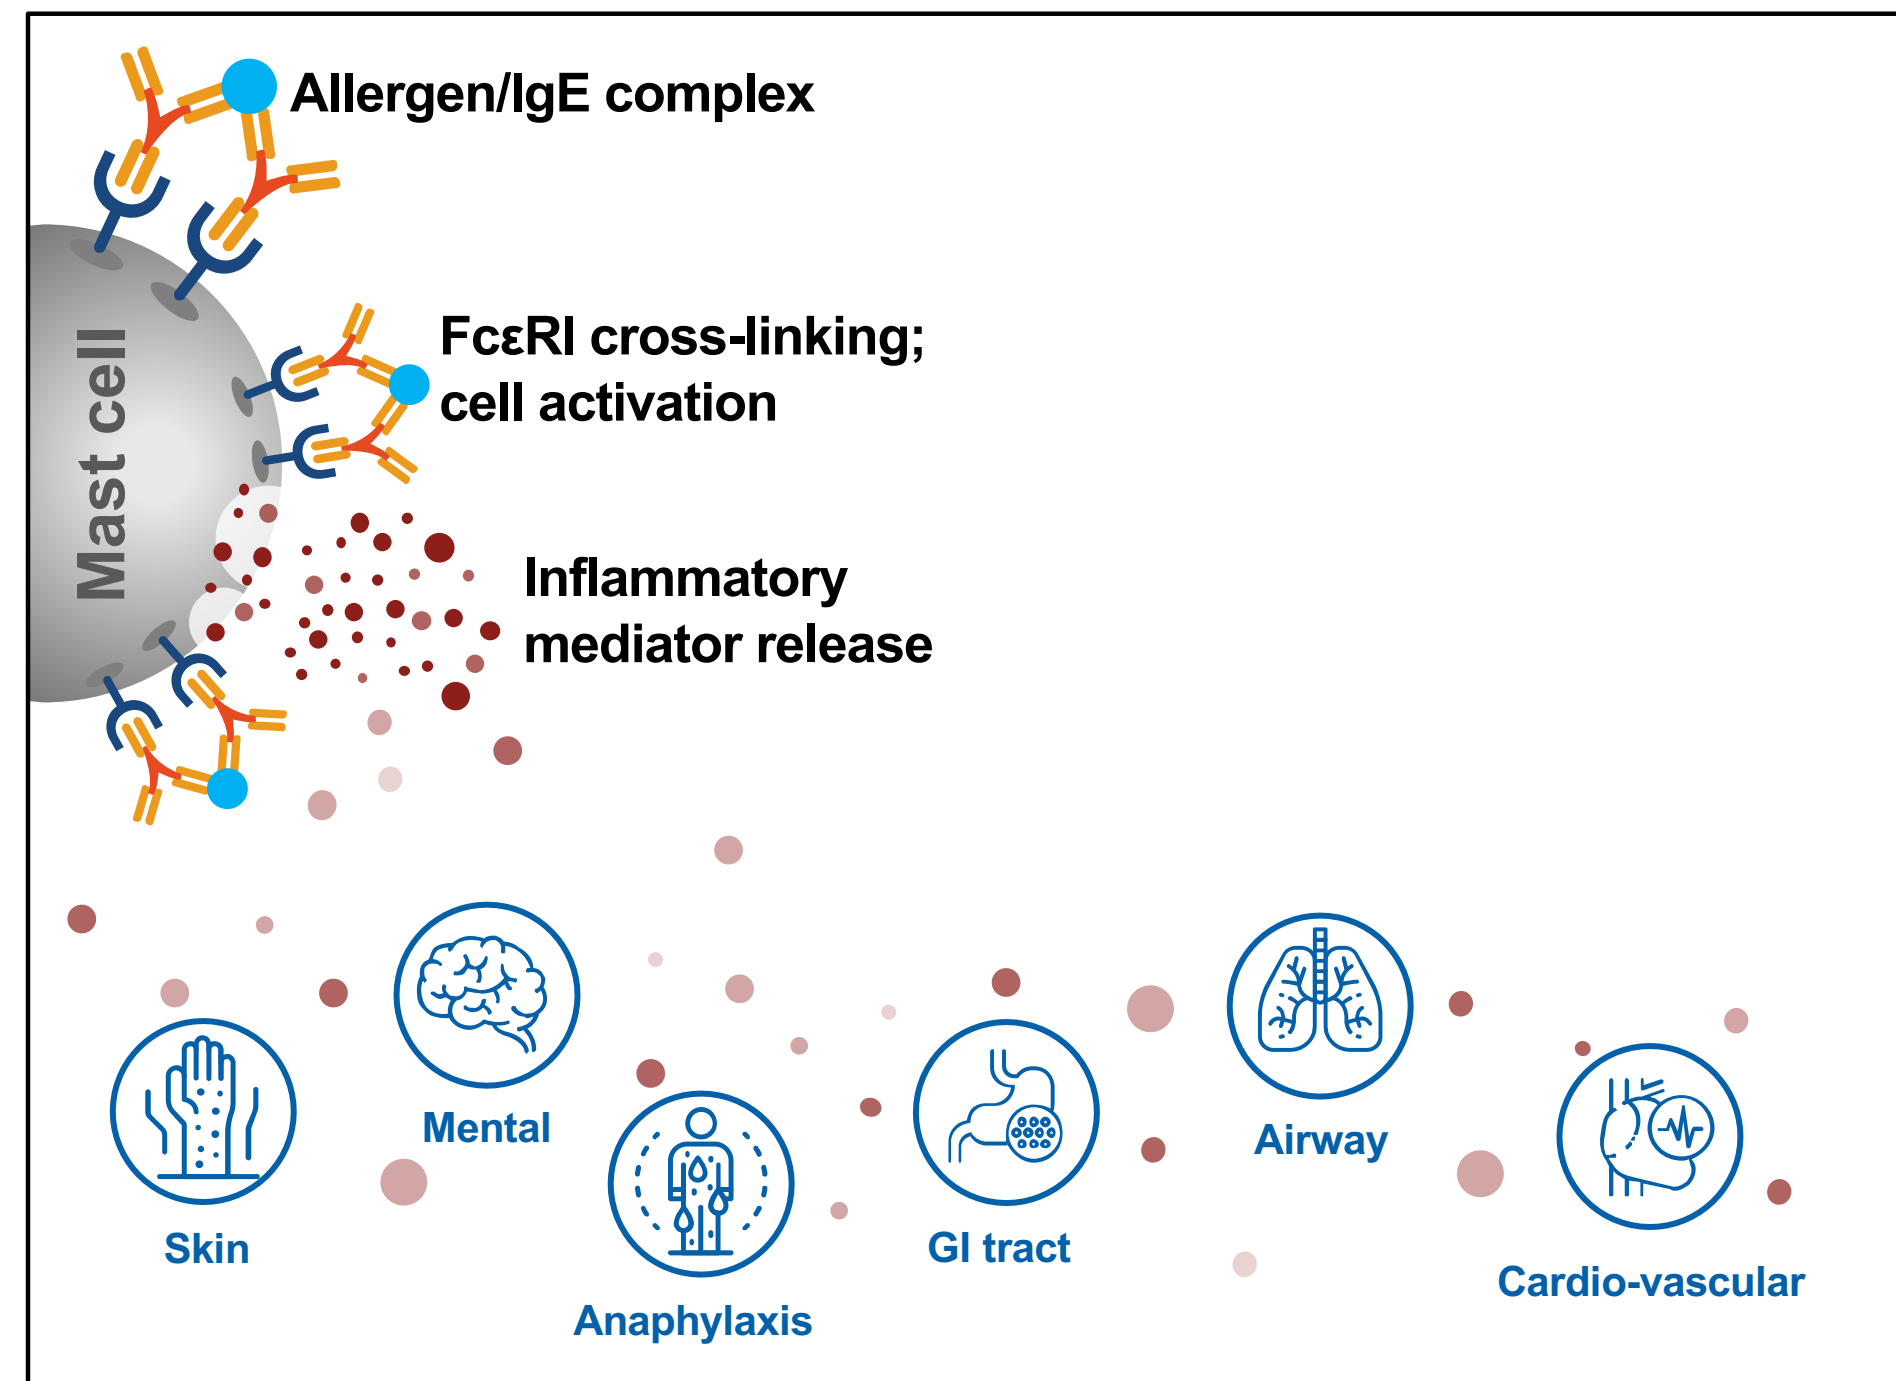 Allergen/IgE complex
FcεRI cross-linking;
cell activation
Mast cell
Inflammatory
mediator release
Skin
Mental
Anaphylaxis
GI tract
Airway
Cardio-vascular